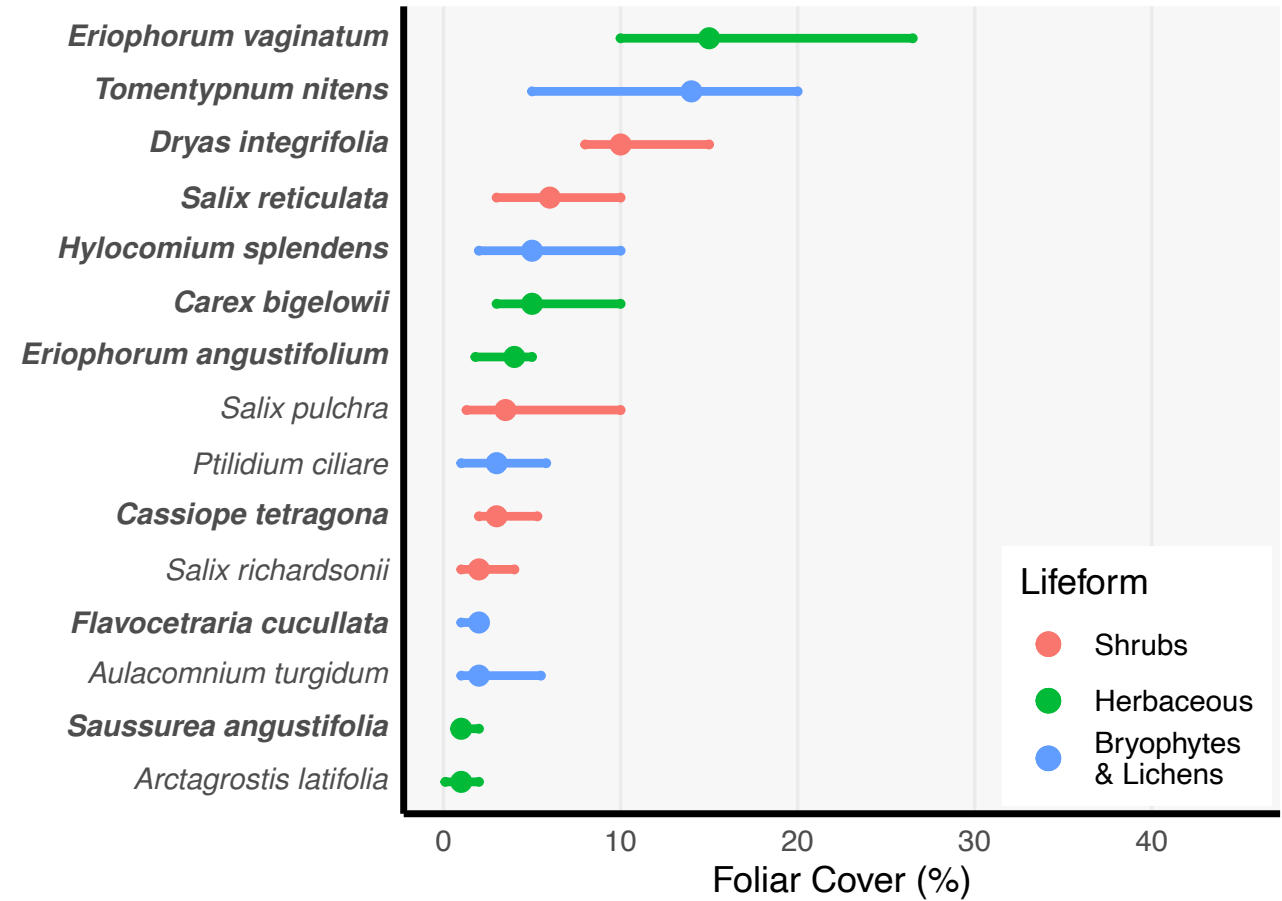 Eriophorum vaginatum
Tomentypnum nitens
Dryas integrifolia
Salix reticulata
Hylocomium splendens
Carex bigelowii
Eriophorum angustifolium
Salix pulchra
Ptilidium ciliare
Cassiope tetragona
Salix richardsonii
Flavocetraria cucullata
Aulacomnium turgidum
Saussurea angustifolia
Arctagrostis latifolia
Lifeform
Shrubs
Herbaceous
Bryophytes
& Lichens
0 10 20 30 40
Foliar Cover (%)